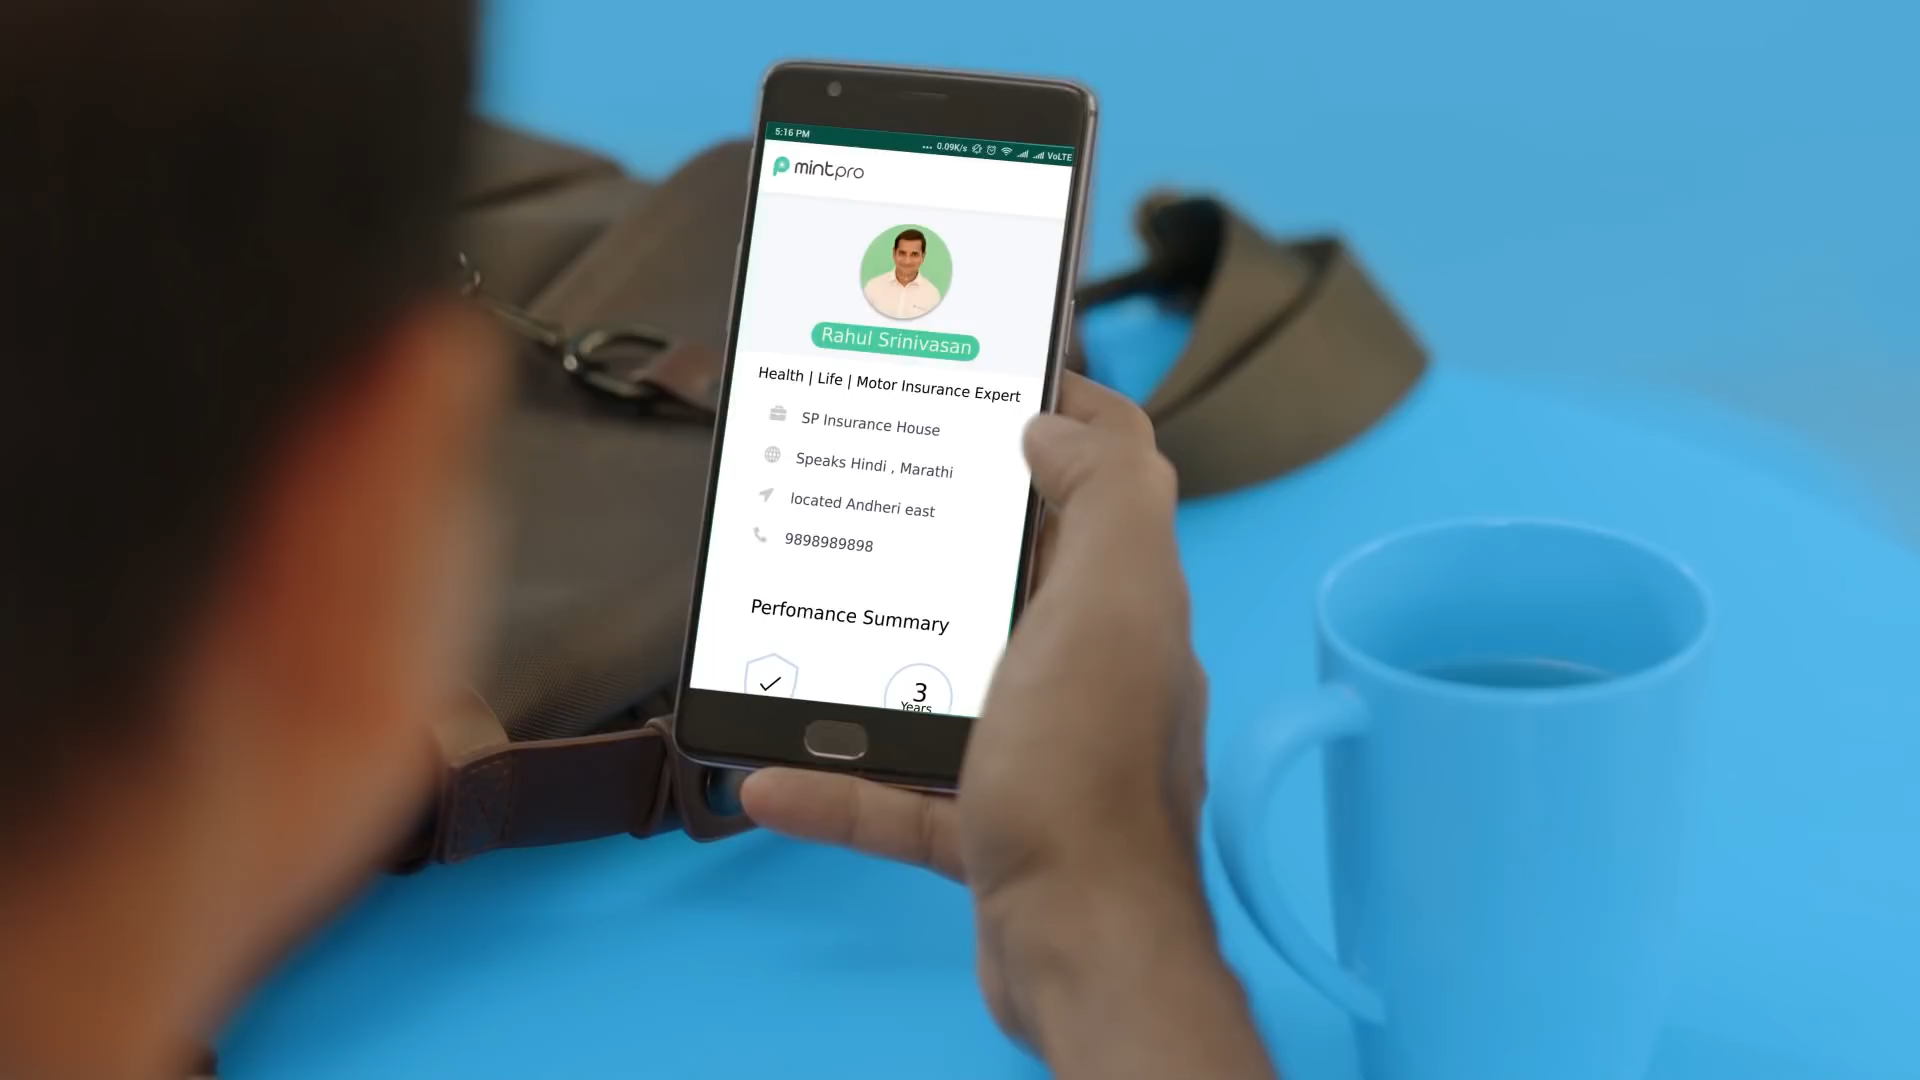 5:16 PM
... 0.09K/s VoLTE
mintpro
Rahul Srinivasan
Health | Life | Motor Insurance Expert
SP Insurance House
Speaks Hindi , Marathi
located Andheri east
9898989898
Perfomance Summary
3
Years